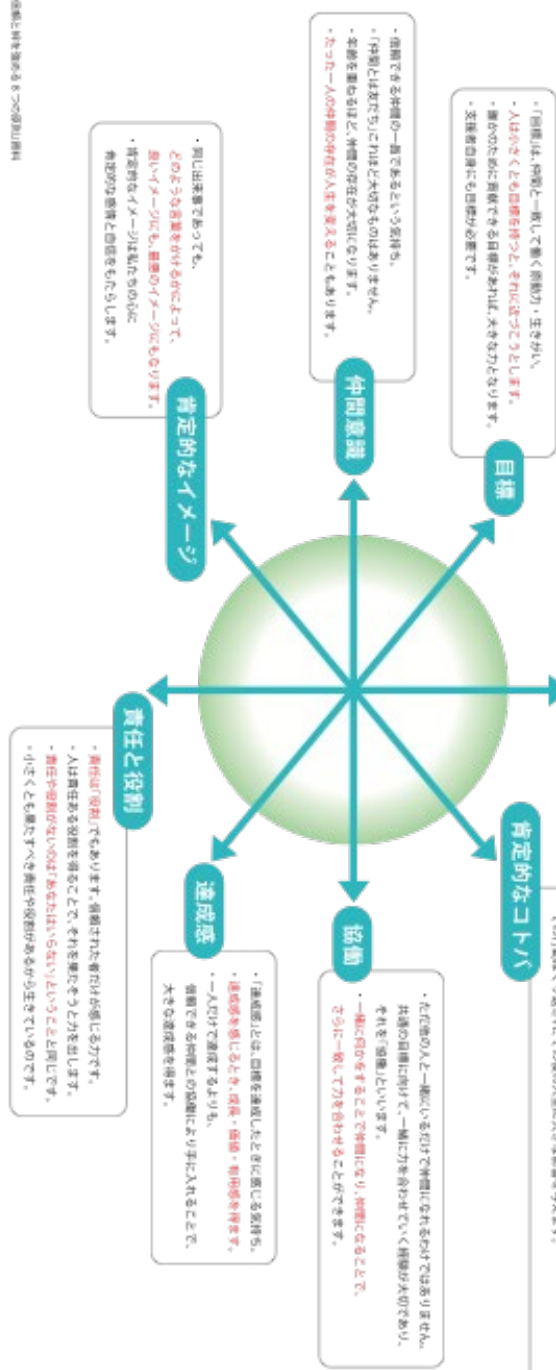 目標
・「目標」は、仲間と一致して働く原動力・生きがい。
・人は小さくとも目標を持つと、それに近づこうとします。
・誰かのために貢献できる目標があれば、大きな力となります。
・支援者自身にも目標が必要です。
肯定的なコトバ
仲間意識
・信頼できる仲間の一員であるという気持ち。
・「仲間とは友だち」これほど大切なものはありません。
・年齢を重ねるほど、仲間の存在が大切になります。
・たった一人の仲間の存在が人生を変えることもあります。
協働
・ただ他の人と一緒にいるだけで仲間になれるわけではありません。
共通の目標に向けて、一緒に力を合わせていく経験が大切であり、
それを「協働」といいます。
・一緒に何かをすることで仲間になり、仲間になることで、
さらに一致して力を合わせることができます。
肯定的なイメージ
・同じ出来事であっても、
どのような言葉をかけるかによって、
良いイメージにも、最悪のイメージにもなります。
・肯定的なイメージは私たちの心に
肯定的な感情と自信をもたらします。
達成感
・「達成感」とは、目標を達成したときに感じる気持ち。
・達成感を感じるとき、成長・価値・有用感を得ます。
・一人だけで達成するよりも、
信頼できる仲間との協働により手に入れることで、
大きな達成感を得ます。
責任と役割
・責任は「役割」でもあります。信頼された者だけが感じる力です。
・人は責任ある役割を得ることで、それを果たそうと力を出します。
・責任や役割がないのは「あなたはいらない」ということと同じです。
・小さくとも果たすべき責任や役割があるから生きているのです。